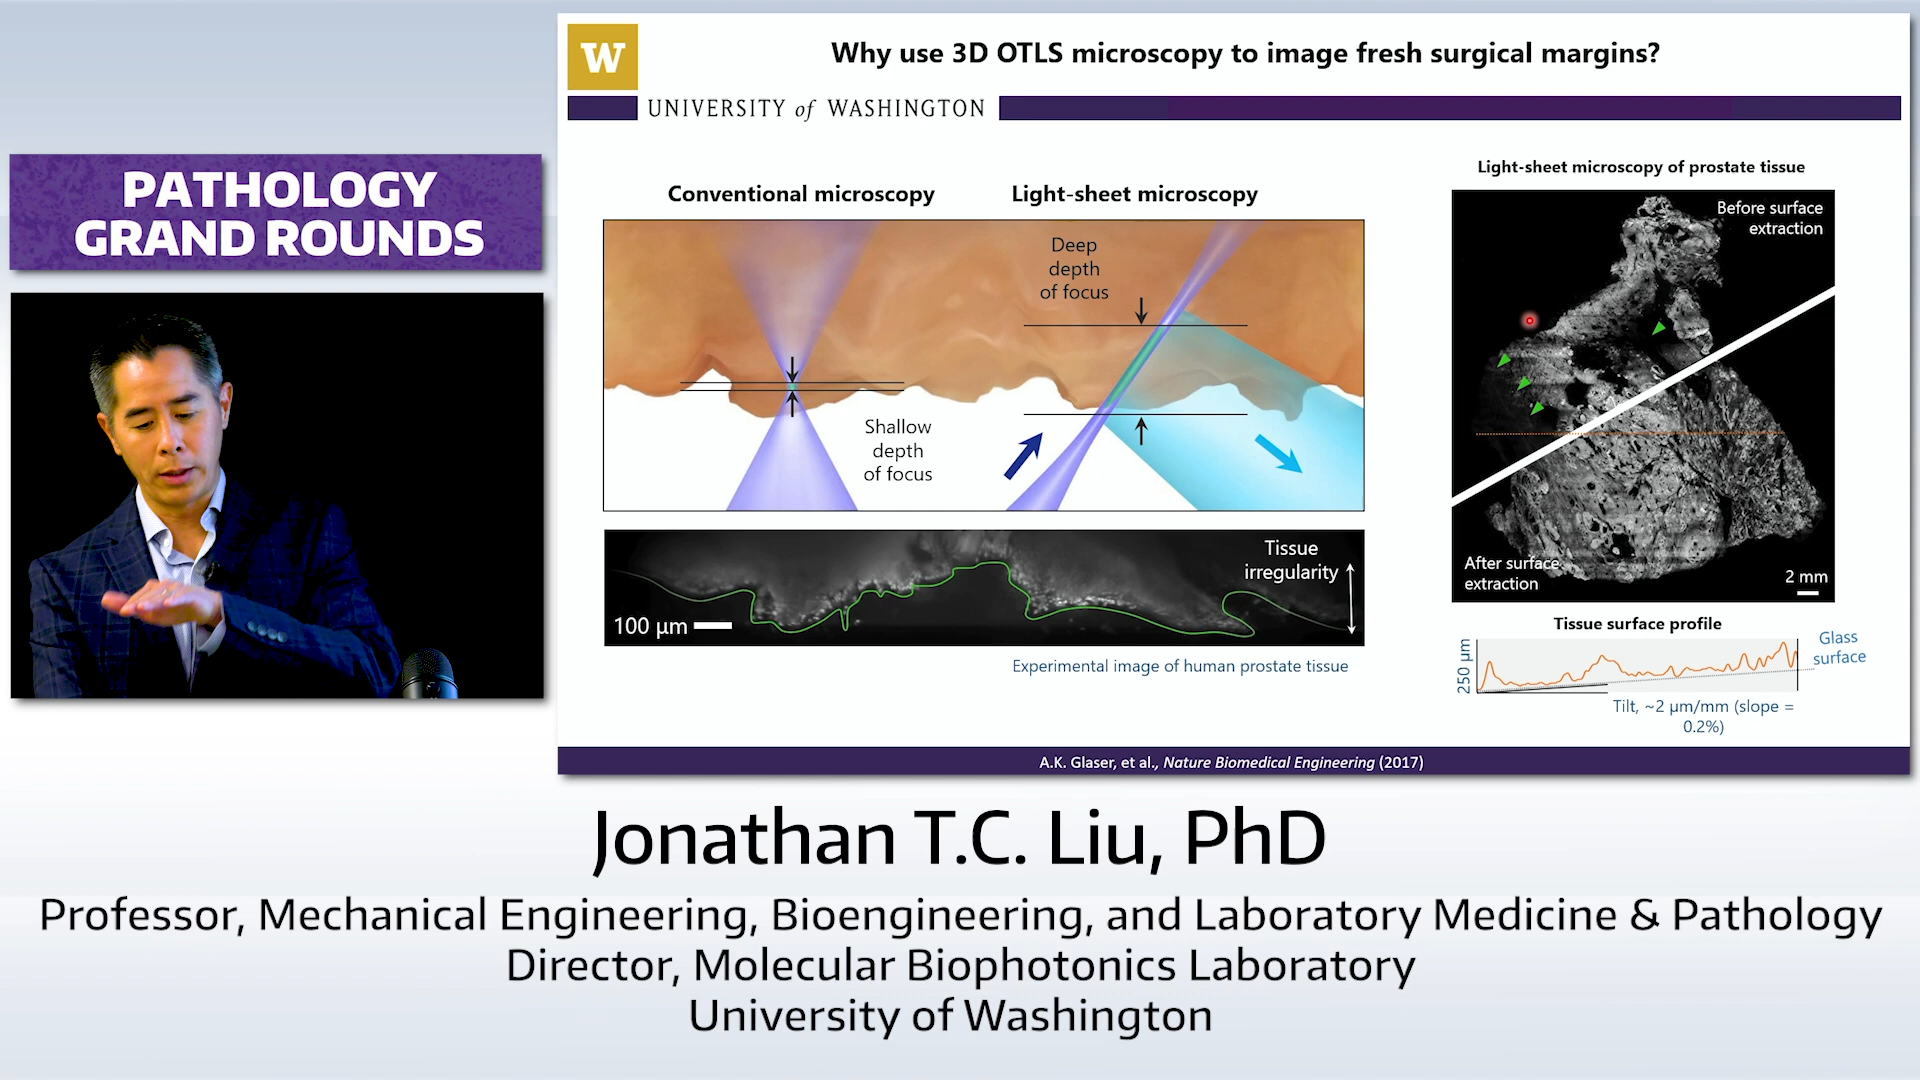 PATHOLOGY
GRAND ROUNDS
W
UNIVERSITY of WASHINGTON
Why use 3D OTLS microscopy to image fresh surgical margins?
Conventional microscopy
Light-sheet microscopy
Deep
depth
of focus
Shallow
depth
of focus
Tissue
irregularity
100 µm
Experimental image of human prostate tissue
Light-sheet microscopy of prostate tissue
Before surface
extraction
After surface
extraction
2 mm
Tissue surface profile
250 µm
Glass
surface
Tilt, ~2 µm/mm (slope =
0.2%)
A.K. Glaser, et al., Nature Biomedical Engineering (2017)
Jonathan T.C. Liu, PhD
Professor, Mechanical Engineering, Bioengineering, and Laboratory Medicine & Pathology
Director, Molecular Biophotonics Laboratory
University of Washington